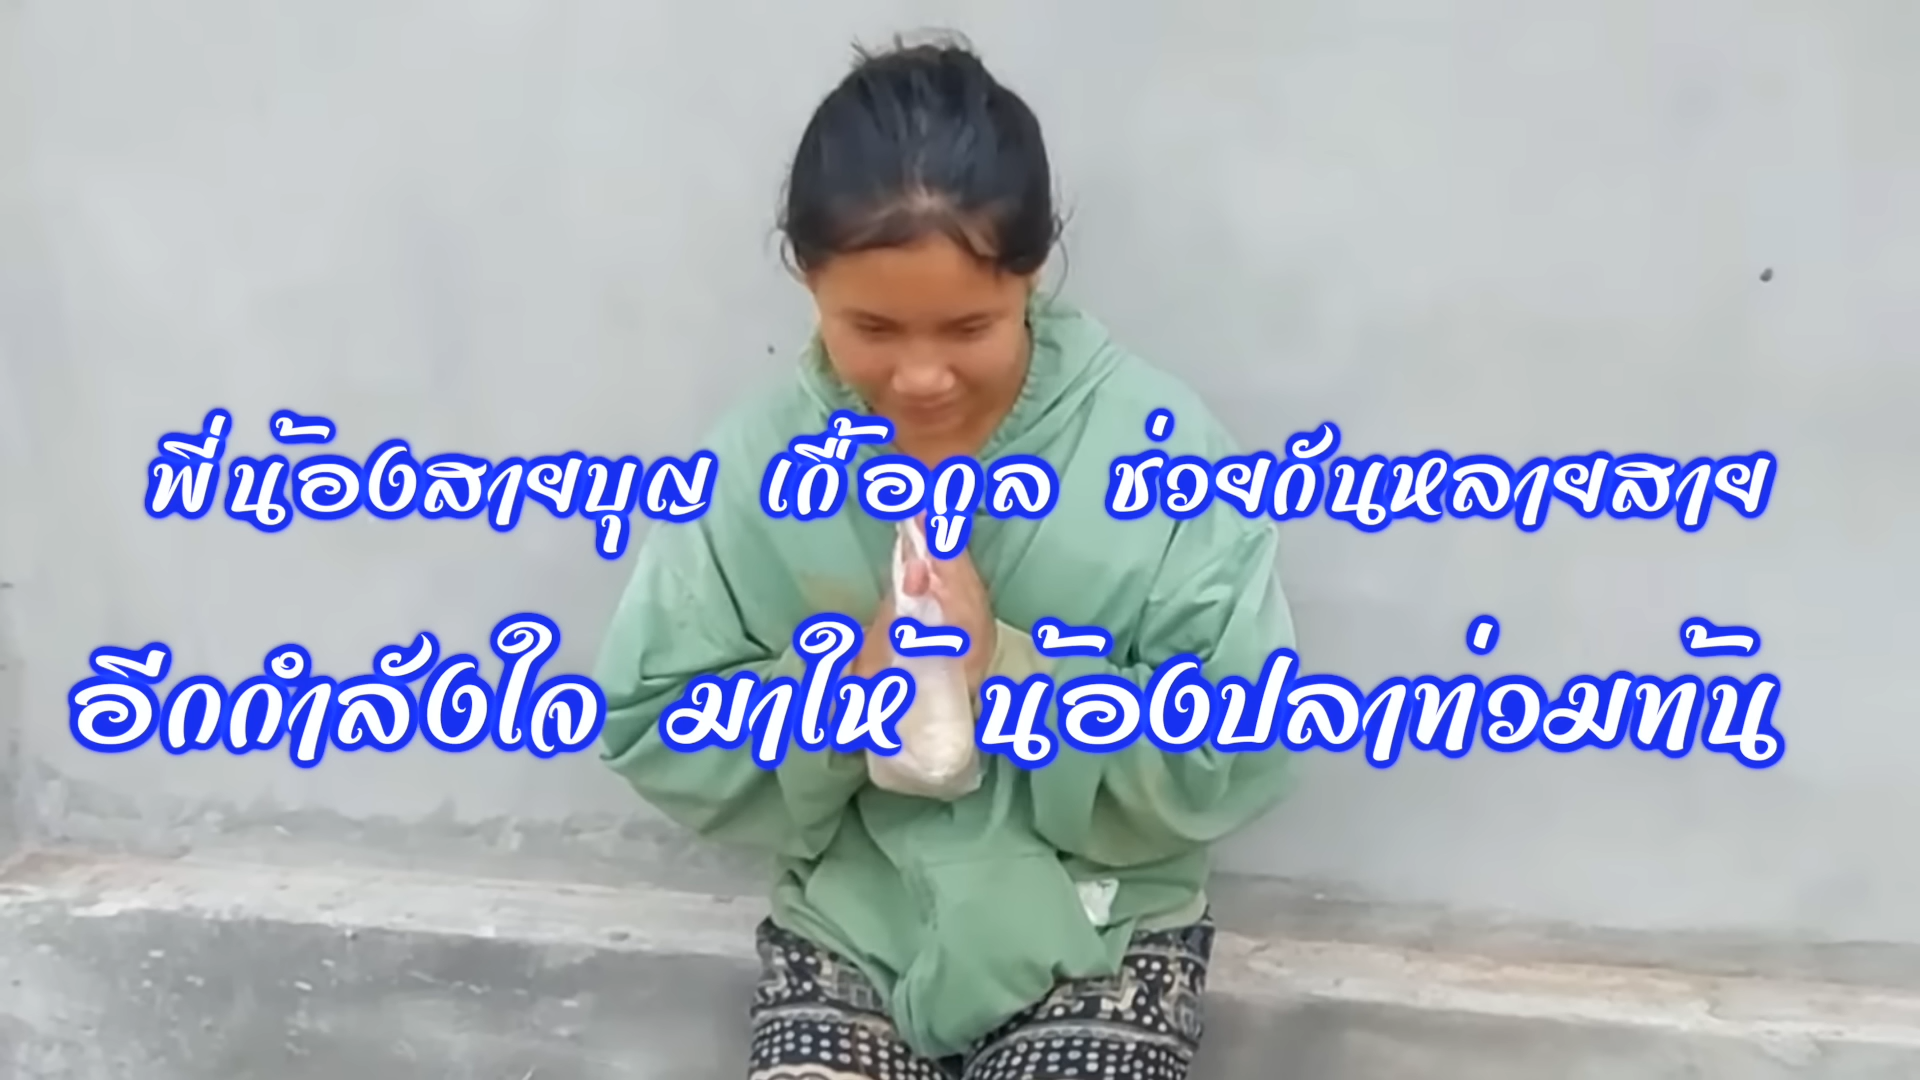 พี่น้องสายบุญ เกื้อกูล ช่วยกันหลายสาย
อีกกำลังใจ มาให้ น้องปลาท่วมท้น